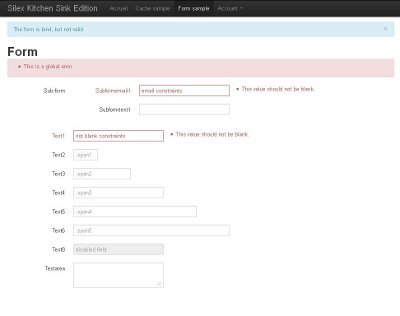 Silex Kitchen Sink Edition Accueil Cache sample Form sample Account
The form is bind, but not valid ×
Form
This is a global error
Sub form Subformemail1 email constraints This value should not be blank.
Subformtext1
Text1 not blank constraints This value should not be blank.
Text2 .span1
Text3 .span2
Text4 .span3
Text5 .span4
Text6 .span5
Text8 disabled field
Textarea